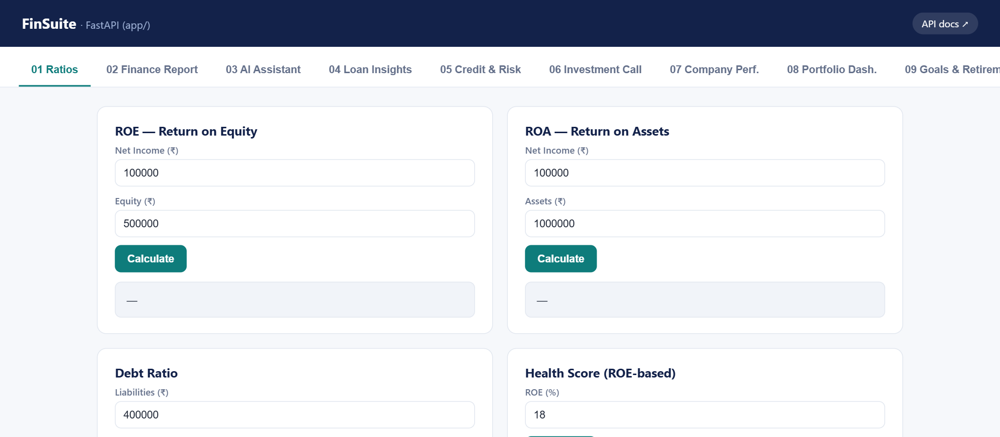 FinSuite · FastAPI (app/)
API docs ↗
01 Ratios
02 Finance Report
03 AI Assistant
04 Loan Insights
05 Credit & Risk
06 Investment Call
07 Company Perf.
08 Portfolio Dash.
09 Goals & Retirem
ROE — Return on Equity
Net Income (₹)
100000
Equity (₹)
500000
Calculate
—
ROA — Return on Assets
Net Income (₹)
100000
Assets (₹)
1000000
Calculate
—
Debt Ratio
Liabilities (₹)
400000
Health Score (ROE-based)
ROE (%)
18